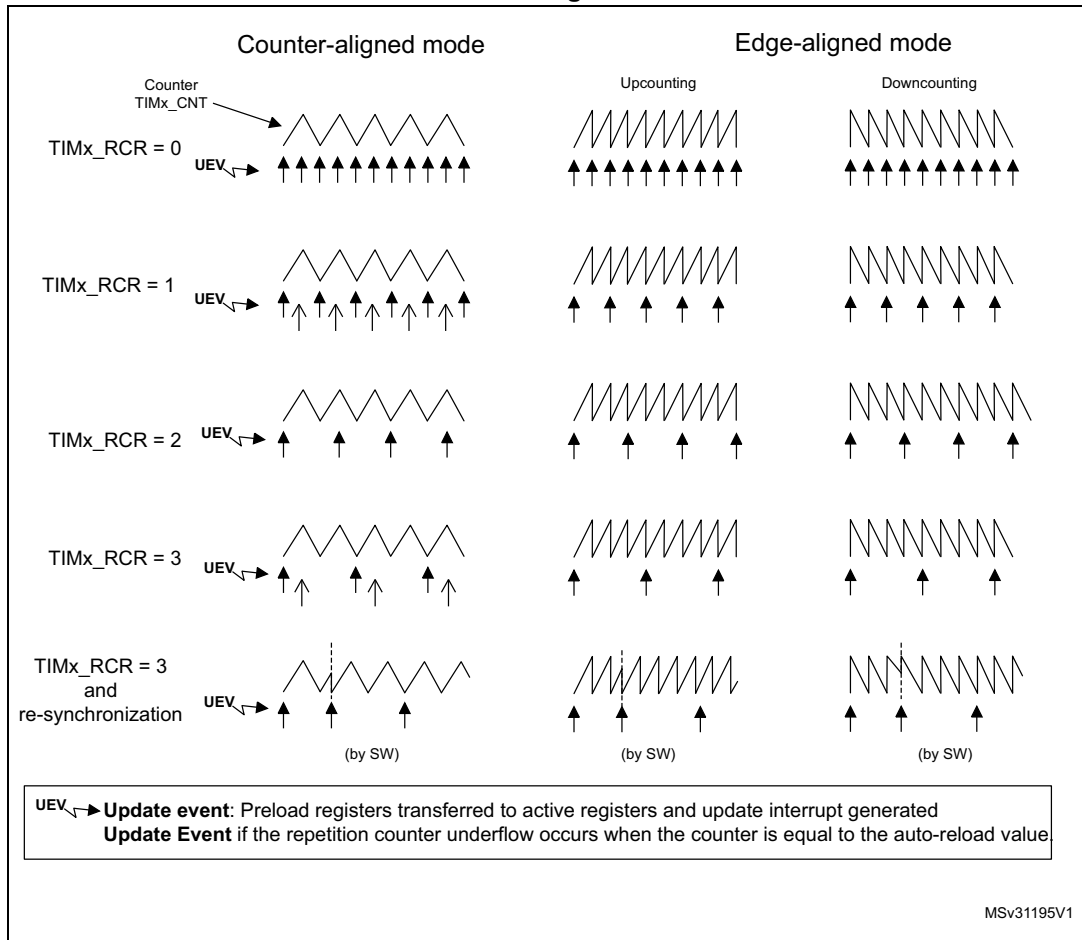 Counter-aligned mode
Edge-aligned mode
Counter
TIMx_CNT
Upcounting
Downcounting
TIMx_RCR = 0
UEV
TIMx_RCR = 1
UEV
TIMx_RCR = 2
UEV
TIMx_RCR = 3
UEV
TIMx_RCR = 3
and
re-synchronization
UEV
(by SW)
(by SW)
(by SW)
UEV Update event: Preload registers transferred to active registers and update interrupt generated
Update Event if the repetition counter underflow occurs when the counter is equal to the auto-reload value.
MSv31195V1